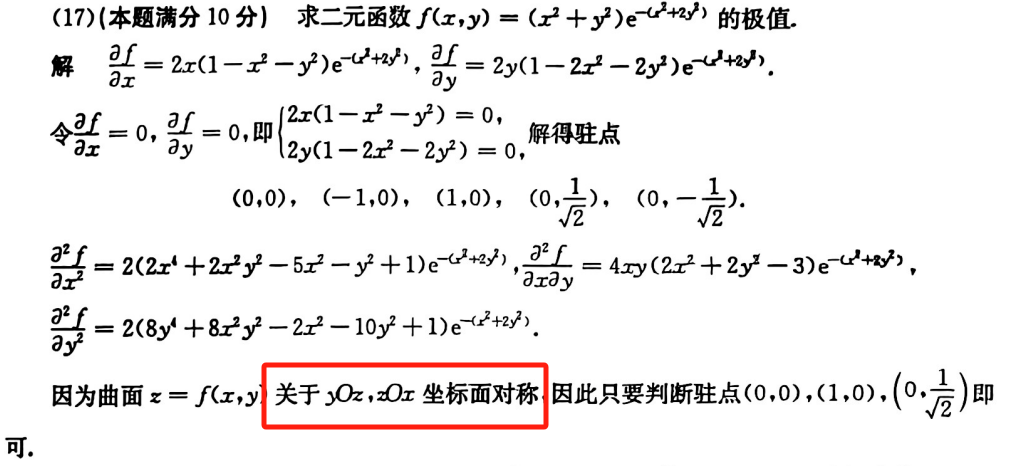 (17)(本题满分 10 分) 求二元函数 f(x,y) = (x² + y²)e^{-(x²+2y²)} 的极值.
解 ∂f/∂x = 2x(1 − x² − y²)e^{-(x²+2y²)}, ∂f/∂y = 2y(1 − 2x² − 2y²)e^{-(x²+2y²)}.
令 ∂f/∂x = 0, ∂f/∂y = 0, 即 { 2x(1 − x² − y²) = 0, 2y(1 − 2x² − 2y²) = 0, 解得驻点
(0,0), (−1,0), (1,0), (0, 1/√2), (0, −1/√2).
∂²f/∂x² = 2(2x⁴ + 2x²y² − 5x² − y² + 1)e^{-(x²+2y²)}, ∂²f/∂x∂y = 4xy(2x² + 2y² − 3)e^{-(x²+2y²)},
∂²f/∂y² = 2(8y⁴ + 8x²y² − 2x² − 10y² + 1)e^{-(x²+2y²)}.
因为曲面 z = f(x,y) 关于 yOz, zOx 坐标面对称, 因此只要判断驻点(0,0),(1,0),(0, 1/√2)即
可.